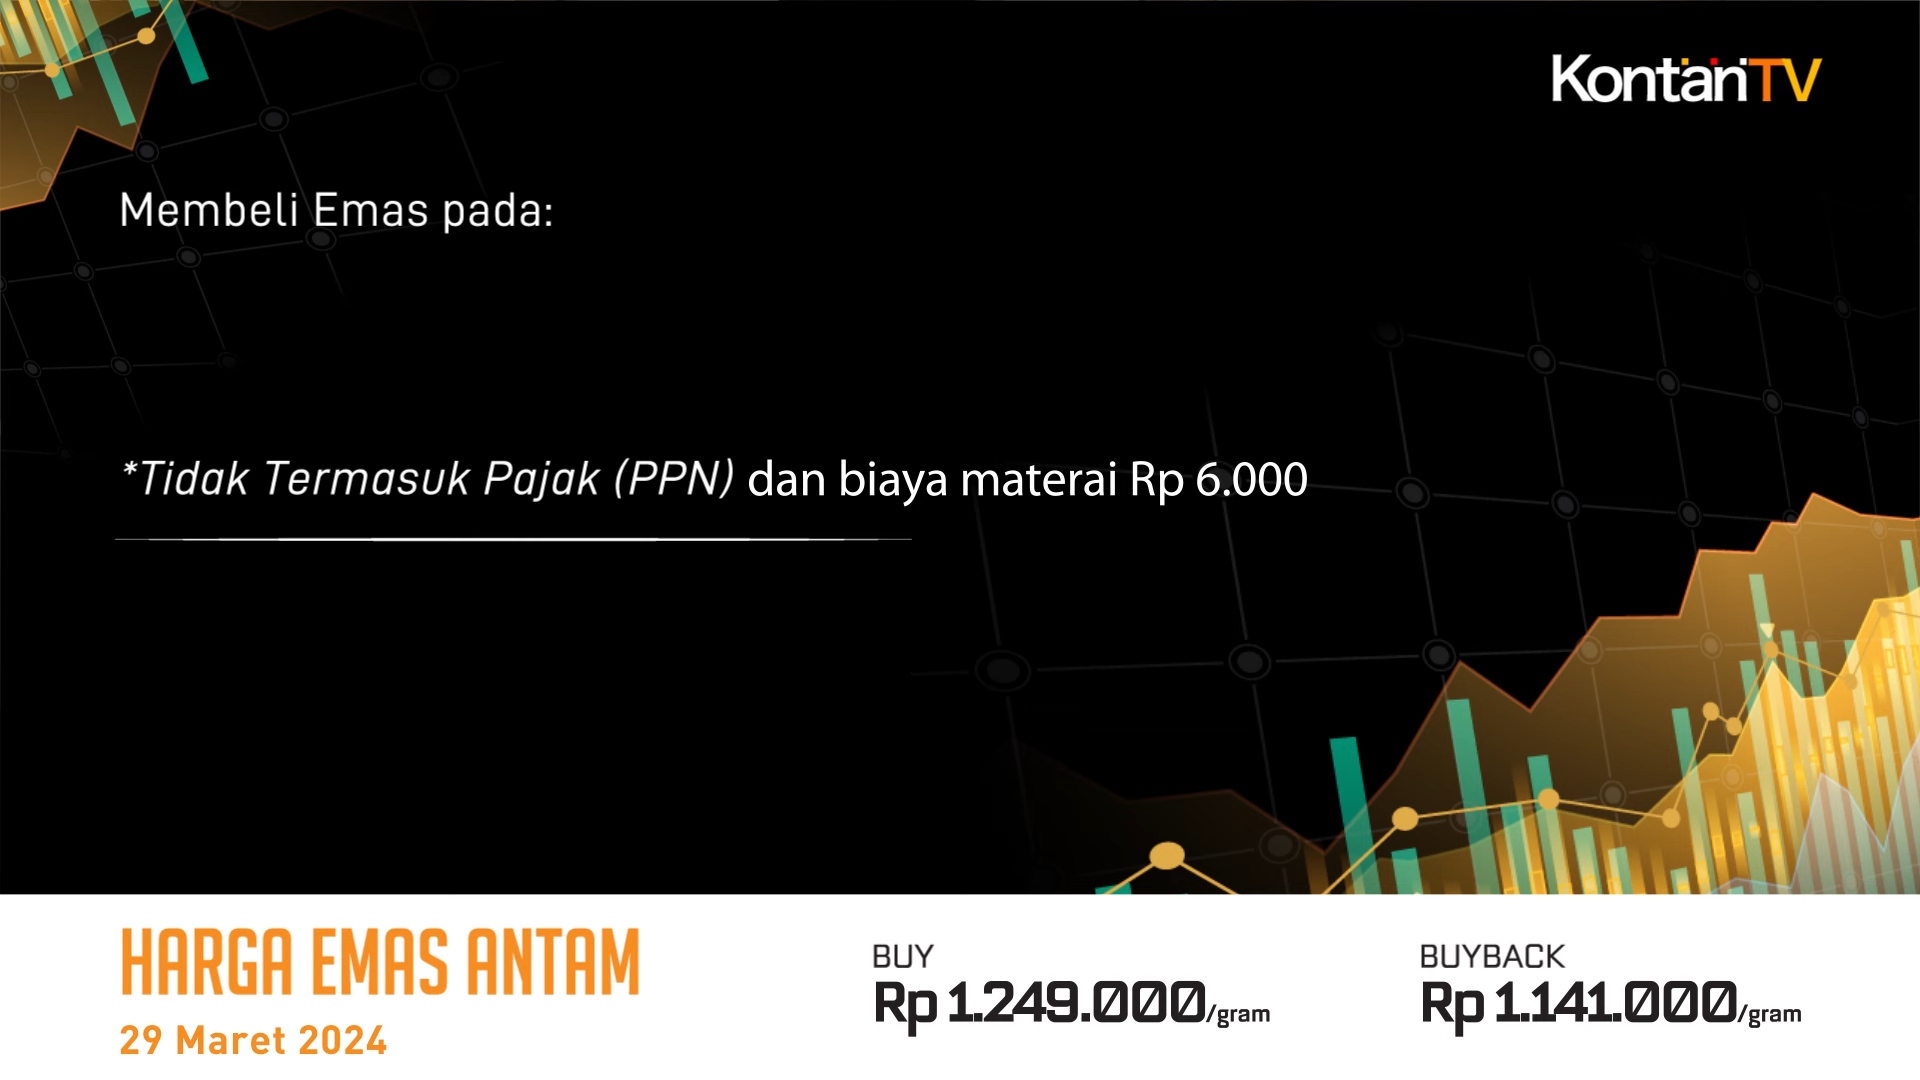 KontanTV
Membeli Emas pada:
*Tidak Termasuk Pajak (PPN) dan biaya materai Rp 6.000
HARGA EMAS ANTAM
29 Maret 2024
BUY
Rp 1.249.000/gram
BUYBACK
Rp 1.141.000/gram